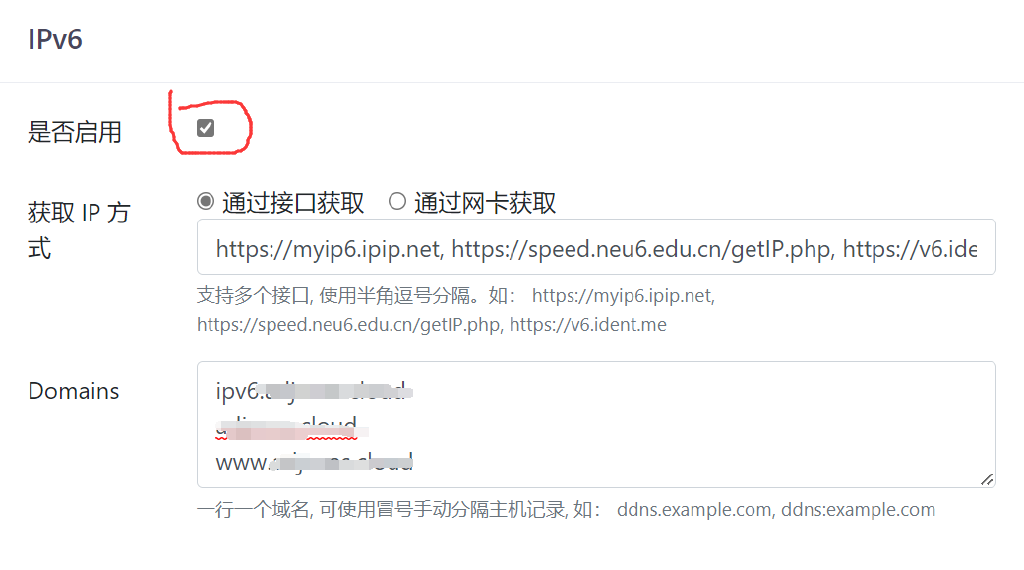 IPv6
是否启用
获取 IP 方式
通过接口获取 通过网卡获取
https://myip6.ipip.net, https://speed.neu6.edu.cn/getIP.php, https://v6.ide
支持多个接口, 使用半角逗号分隔。如： https://myip6.ipip.net,
https://speed.neu6.edu.cn/getIP.php, https://v6.ident.me
Domains
ipv6.
cloud
www. cloud
一行一个域名, 可使用冒号手动分隔主机记录, 如： ddns.example.com, ddns:example.com